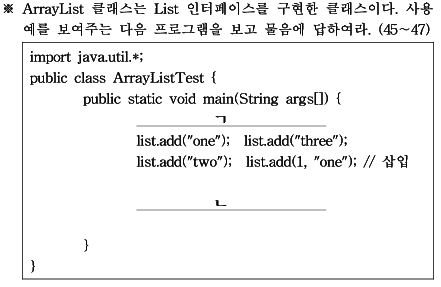 ※ ArrayList 클래스는 List 인터페이스를 구현한 클래스이다. 사용
예를 보여주는 다음 프로그램을 보고 물음에 답하여라. (45~47)
import java.util.*;
public class ArrayListTest {
public static void main(String args[]) {
ㄱ
list.add("one"); list.add("three");
list.add("two"); list.add(1, "one"); // 삽입
ㄴ
}
}